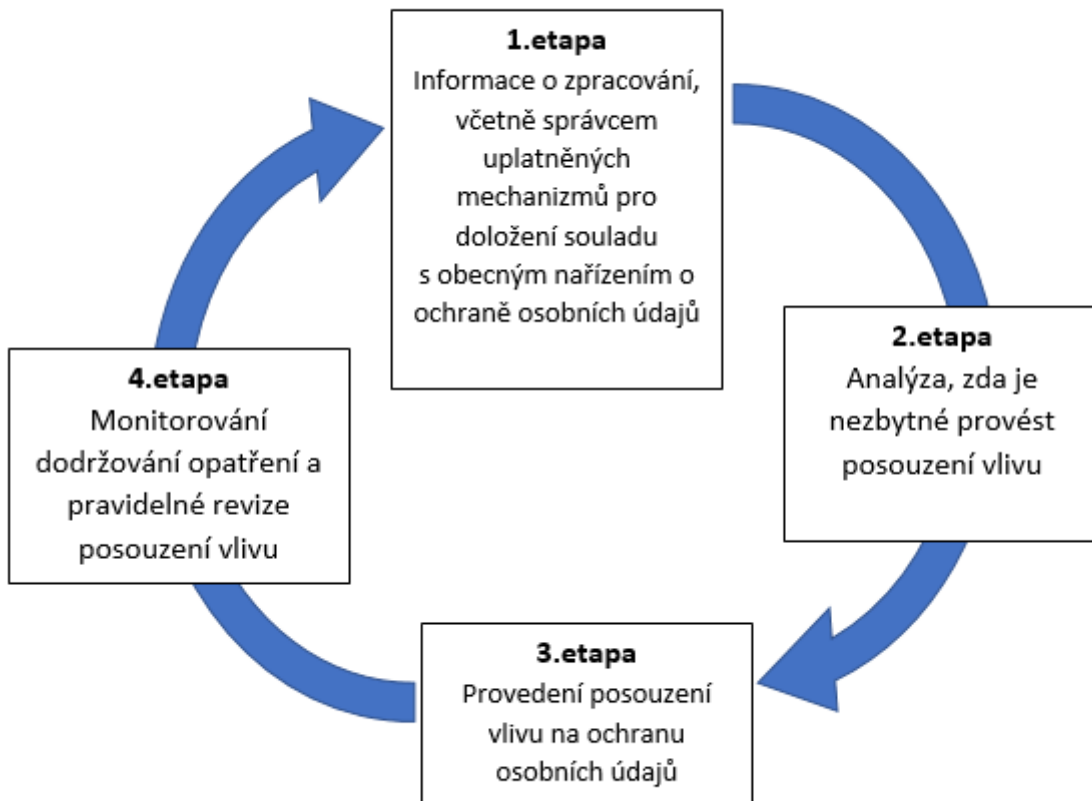 1.etapa
Informace o zpracování,
včetně správcem
uplatněných
mechanizmů pro
doložení souladu
s obecným nařízením o
ochraně osobních údajů
2.etapa
Analýza, zda je
nezbytné provést
posouzení vlivu
3.etapa
Provedení posouzení
vlivu na ochranu
osobních údajů
4.etapa
Monitorování
dodržování opatření a
pravidelné revize
posouzení vlivu